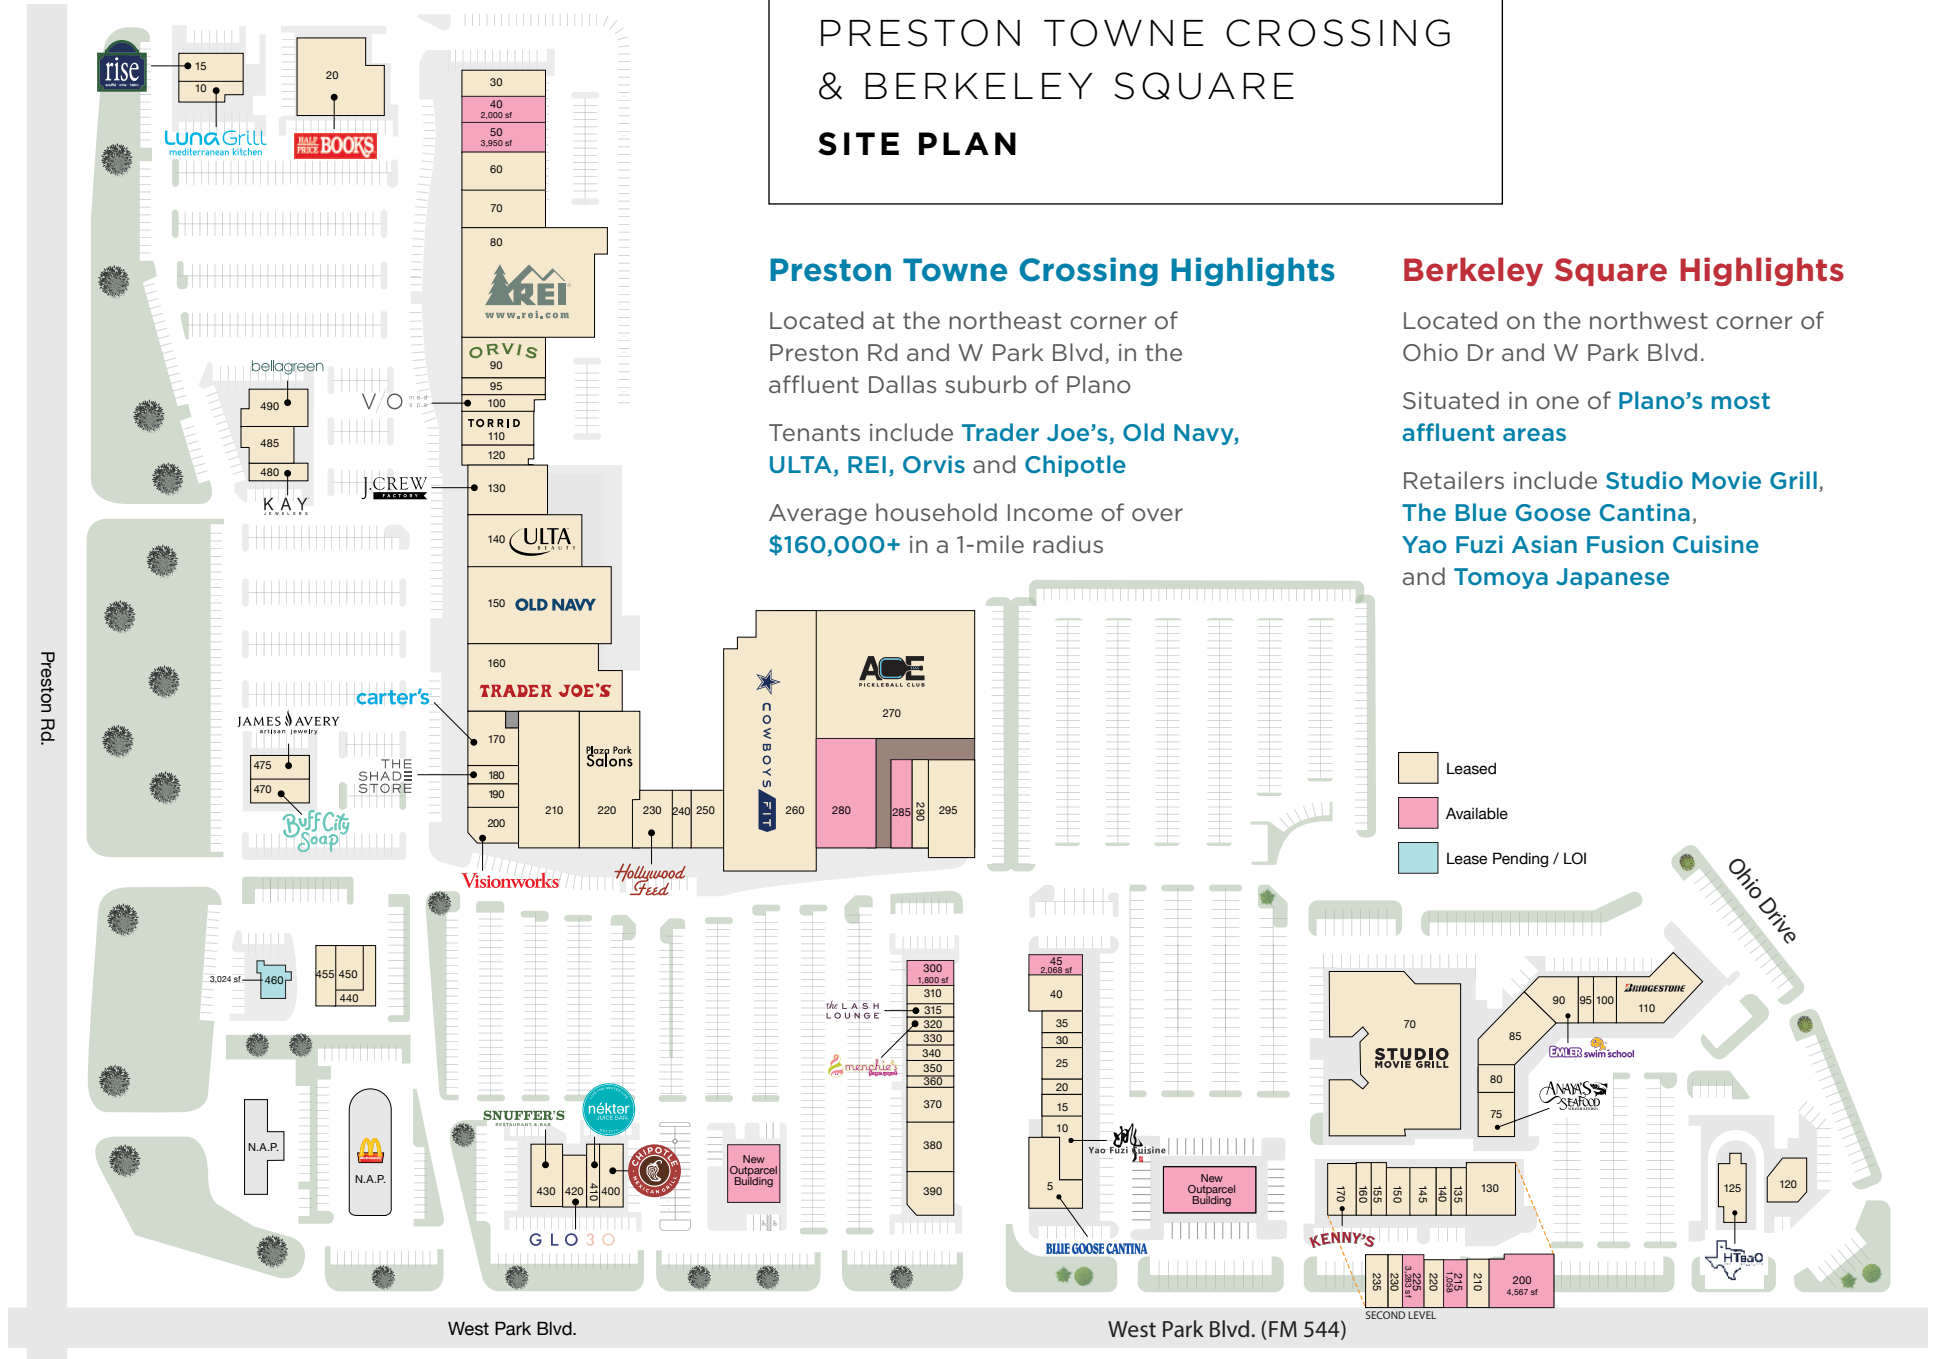 PRESTON TOWNE CROSSING
& BERKELEY SQUARE
SITE PLAN
Preston Towne Crossing Highlights
Located at the northeast corner of
Preston Rd and W Park Blvd, in the
affluent Dallas suburb of Plano
Tenants include Trader Joe's, Old Navy,
ULTA, REI, Orvis and Chipotle
Average household Income of over
$160,000+ in a 1-mile radius
Berkeley Square Highlights
Located on the northwest corner of
Ohio Dr and W Park Blvd.
Situated in one of Plano's most
affluent areas
Retailers include Studio Movie Grill,
The Blue Goose Cantina,
Yao Fuzi Asian Fusion Cuisine
and Tomoya Japanese
Leased
Available
Lease Pending / LOI
rise
15
10
LunaGrill
mediterranean kitchen
20
HALF PRICE BOOKS
30
40
2,000 sf
50
3,950 sf
60
70
80
REI
www.rei.com
ORVIS
90
95
V/O med spa
100
TORRID
110
120
J.CREW
FACTORY
130
140
ULTA
BEAUTY
150
OLD NAVY
160
TRADER JOE'S
carter's
170
THE
SHADE
STORE
180
190
200
Visionworks
210
Plaza Park
Salons
220
230
Hollywood
Feed
240
250
COWBOYS FIT
260
ACE
PICKLEBALL CLUB
270
280
285
290
295
bellagreen
490
485
480
KAY
JEWELERS
JAMES AVERY
artisan jewelry
475
470
Buff City
Soap
3,024 sf
460
455
450
440
N.A.P.
N.A.P.
SNUFFER'S
RESTAURANT & BAR
nékter
JUICE BAR
CHIPOTLE
MEXICAN GRILL
430
420
410
400
GLO30
New
Outparcel
Building
300
1,800 sf
310
the LASH
LOUNGE
315
320
menchie's
330
340
350
360
370
380
390
45
2,068 sf
40
35
30
25
20
15
10
Yao Fuzi Cuisine
5
BLUE GOOSE CANTINA
New
Outparcel
Building
70
STUDIO
MOVIE GRILL
75
ANAYA'S
SEAFOOD
80
85
90
EMLER swim school
95
100
BRIDGESTONE
110
120
125
HTeaO
130
135
140
145
150
155
160
170
KENNY'S
235
230
225
3,283 sf
220
215
1,068
210
200
4,567 sf
SECOND LEVEL
Preston Rd.
Ohio Drive
West Park Blvd.
West Park Blvd. (FM 544)